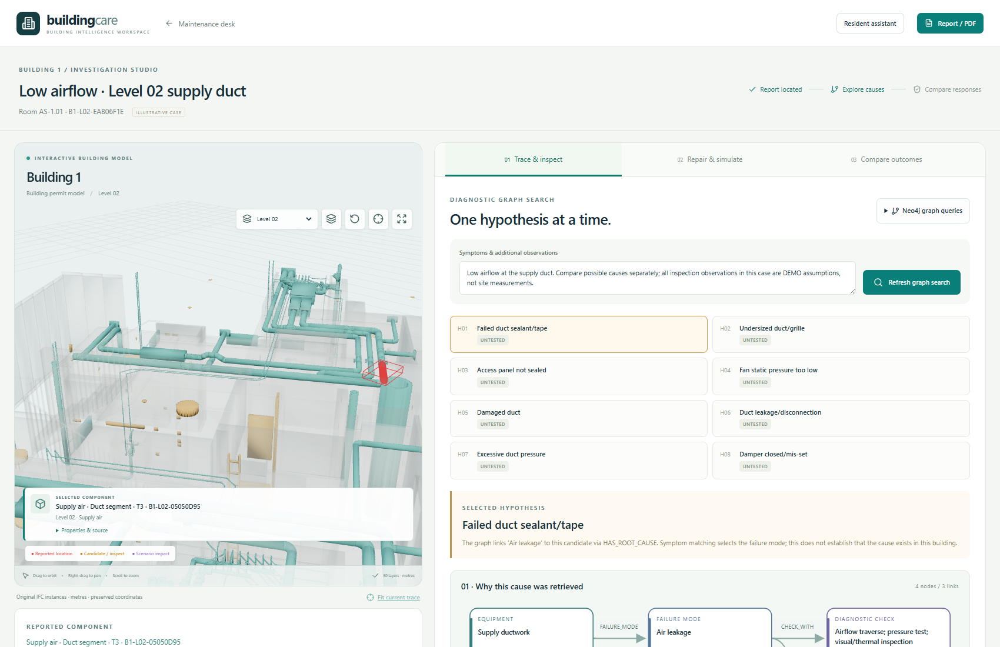 buildingcare
BUILDING INTELLIGENCE WORKSPACE
Maintenance desk
Resident assistant
Report / PDF
BUILDING 1 / INVESTIGATION STUDIO
Low airflow · Level 02 supply duct
Room AS-1.01 · B1-L02-EAB06F1E
ILLUSTRATIVE CASE
Report located
Explore causes
Compare responses
INTERACTIVE BUILDING MODEL
Building 1
Building permit model / Level 02
Level 02
SELECTED COMPONENT
Supply air · Duct segment · T3 · B1-L02-05050D95
Level 02 · Supply air
Properties & source
Reported location
Candidate / inspect
Scenario impact
Drag to orbit • Right-drag to pan • Scroll to zoom
30 layers · metres
Original IFC instances · metres · preserved coordinates
Fit current trace
REPORTED COMPONENT
Supply air · Duct segment · T3 · B1-L02-05050D95
01 Trace & inspect
02 Repair & simulate
03 Compare outcomes
DIAGNOSTIC GRAPH SEARCH
One hypothesis at a time.
Neo4j graph queries
Symptoms & additional observations
Low airflow at the supply duct. Compare possible causes separately; all inspection observations in this case are DEMO assumptions,
not site measurements.
Refresh graph search
H01 Failed duct sealant/tape
UNTESTED
H02 Undersized duct/grille
UNTESTED
H03 Access panel not sealed
UNTESTED
H04 Fan static pressure too low
UNTESTED
H05 Damaged duct
UNTESTED
H06 Duct leakage/disconnection
UNTESTED
H07 Excessive duct pressure
UNTESTED
H08 Damper closed/mis-set
UNTESTED
SELECTED HYPOTHESIS
Failed duct sealant/tape
The graph links ‘Air leakage’ to this candidate via HAS_ROOT_CAUSE. Symptom matching selects the failure mode; this does not establish that the cause exists in this building.
01 · Why this cause was retrieved
4 nodes / 3 links
EQUIPMENT
Supply ductwork
FAILURE_MODE
FAILURE MODE
Air leakage
CHECK_WITH
DIAGNOSTIC CHECK
Airflow traverse; pressure test;
visual/thermal inspection